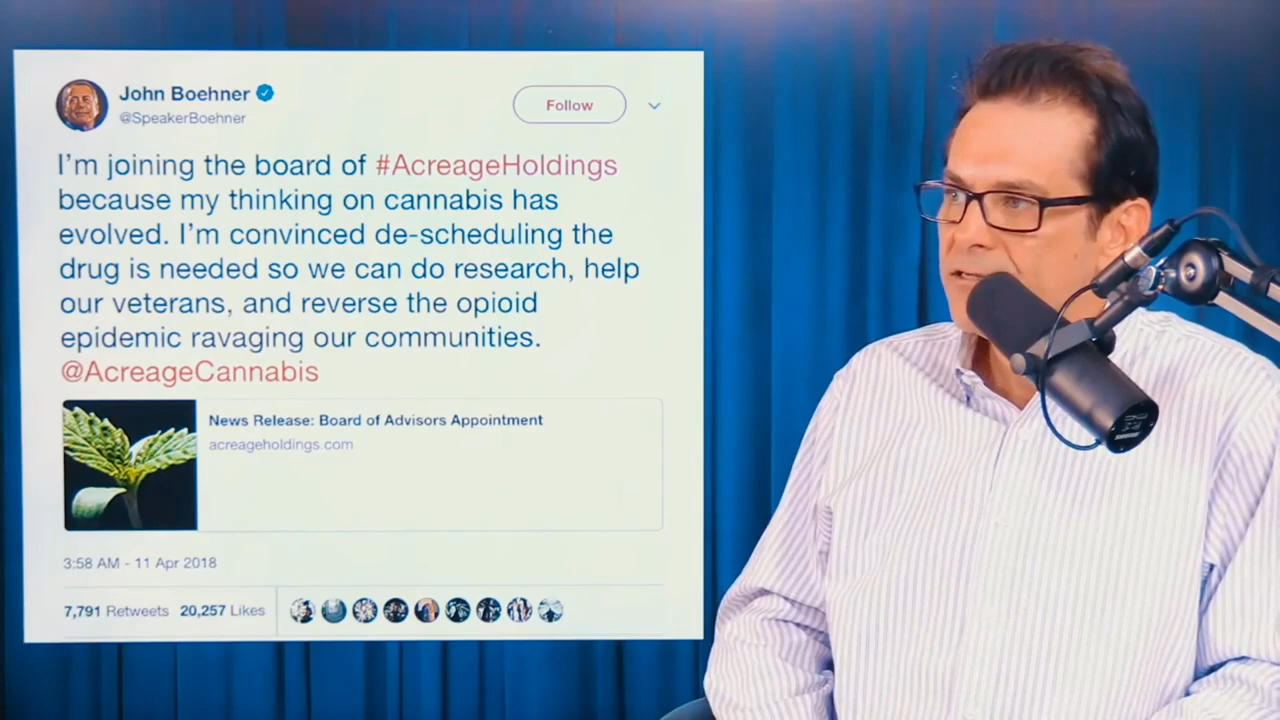 John Boehner
@SpeakerBoehner
Follow
I’m joining the board of #AcreageHoldings
because my thinking on cannabis has
evolved. I’m convinced de-scheduling the
drug is needed so we can do research, help
our veterans, and reverse the opioid
epidemic ravaging our communities.
@AcreageCannabis
News Release: Board of Advisors Appointment
acreageholdings.com
3:58 AM - 11 Apr 2018
7,791 Retweets 20,257 Likes
SHURE